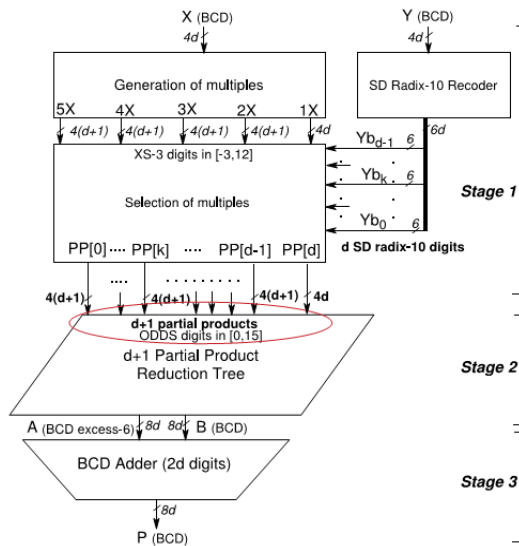 X (BCD)
Y (BCD)
4d
4d
Generation of multiples
SD Radix-10 Recoder
5X 4X 3X 2X 1X
4(d+1) 4(d+1) 4(d+1) 4(d+1) 4d
6d
XS-3 digits in [-3,12]
Yb d-1 6
Yb k 6
Stage 1
Selection of multiples
Yb 0 6
d SD radix-10 digits
PP[0] .... PP[k] .... PP[d-1] PP[d]
4(d+1) .... 4(d+1) ......... 4(d+1) 4d
d+1 partial products
ODDS digits in [0,15]
d+1 Partial Product
Reduction Tree
Stage 2
A (BCD excess-6) 8d 8d B (BCD)
BCD Adder (2d digits)
Stage 3
8d
P (BCD)